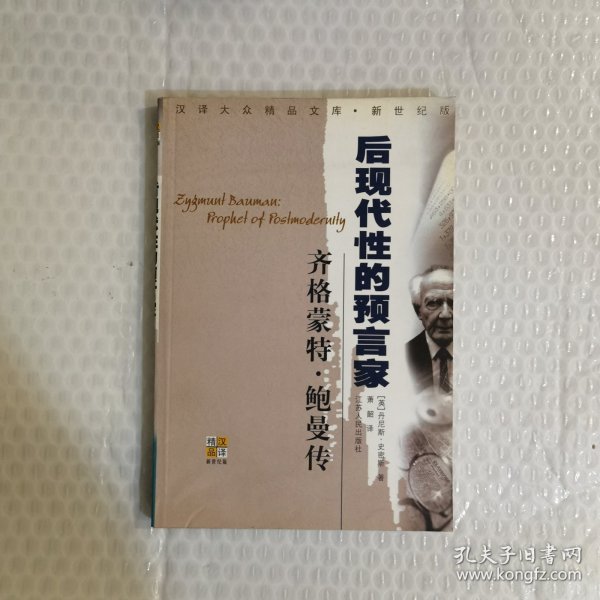 汉译大众精品文库·新世纪版
后现代性的预言家
Zygmunt Bauman:
Prophet of Postmodernity
齐格蒙特·鲍曼传
[英]丹尼斯·史密斯 著
萧韶 译
江苏人民出版社
汉译
精品
新世纪版
孔夫子旧书网
www.kongfz.com